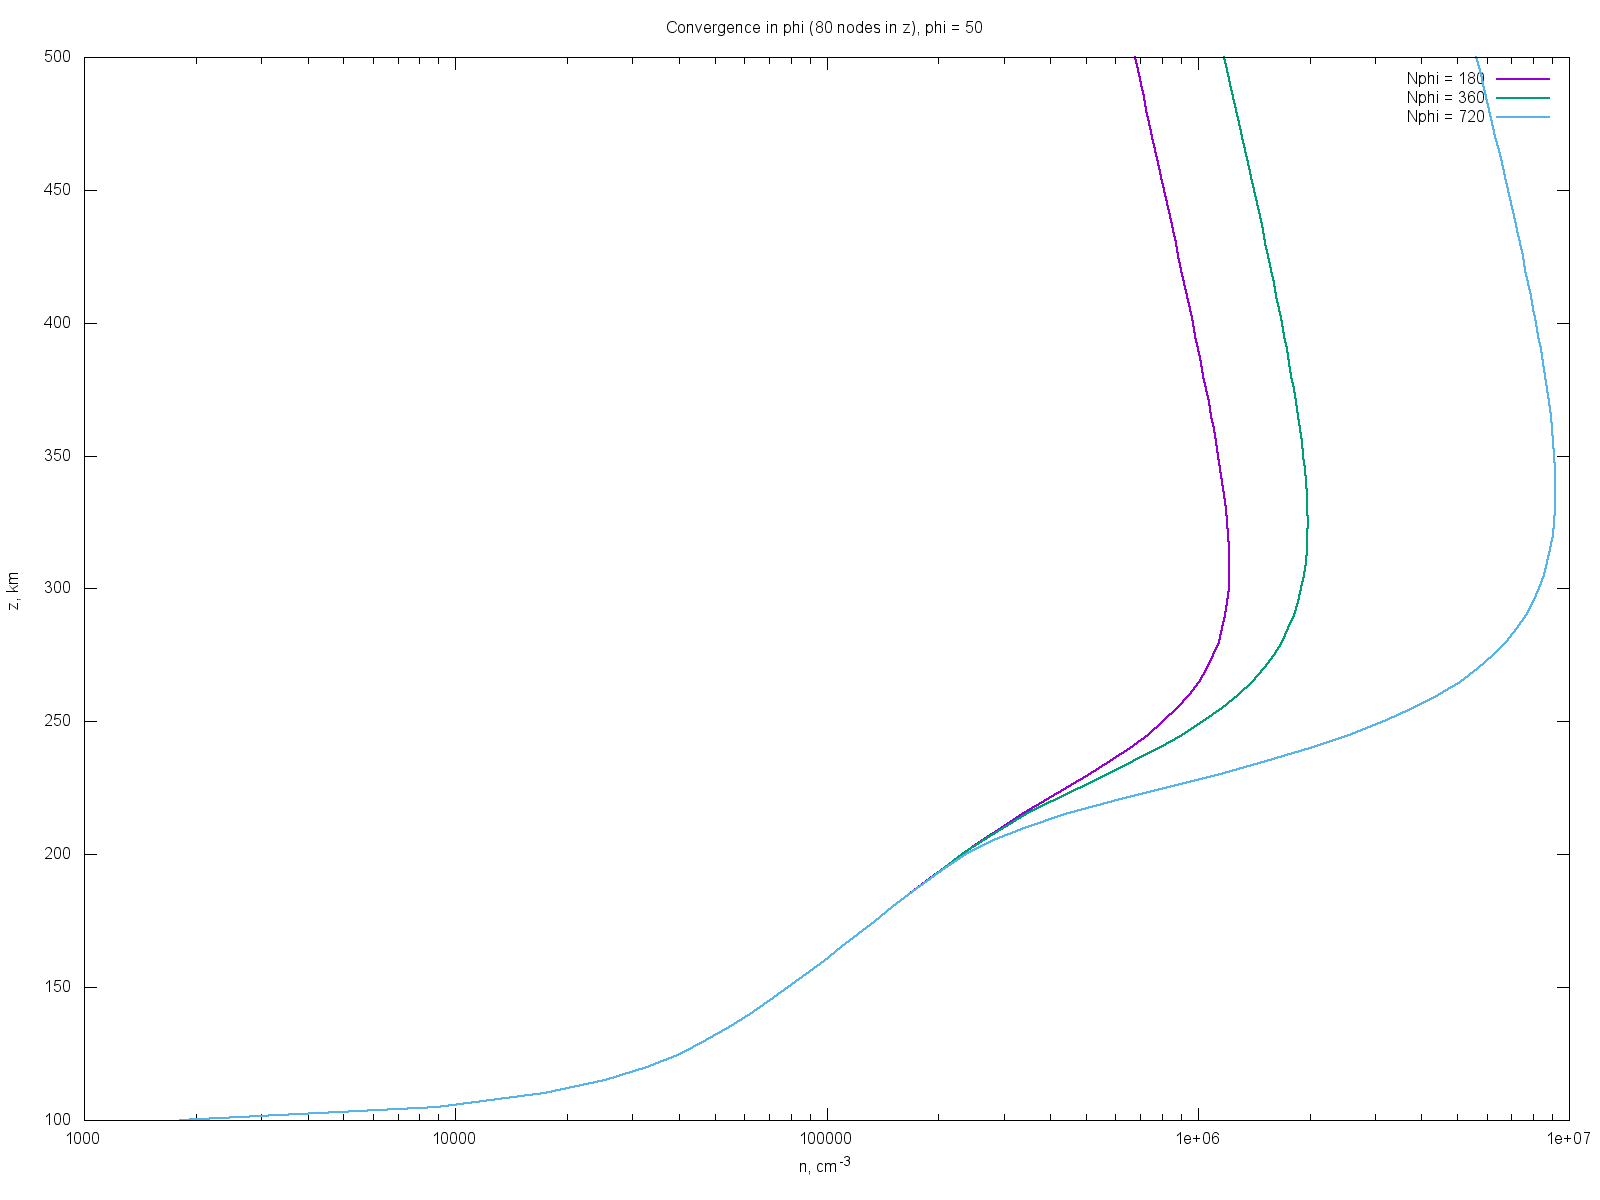 Convergence in phi (80 nodes in z), phi = 50
Nphi = 180
Nphi = 360
Nphi = 720
500
450
400
350
300
250
200
150
100
z, km
1000
10000
100000
1e+06
1e+07
n, cm-3